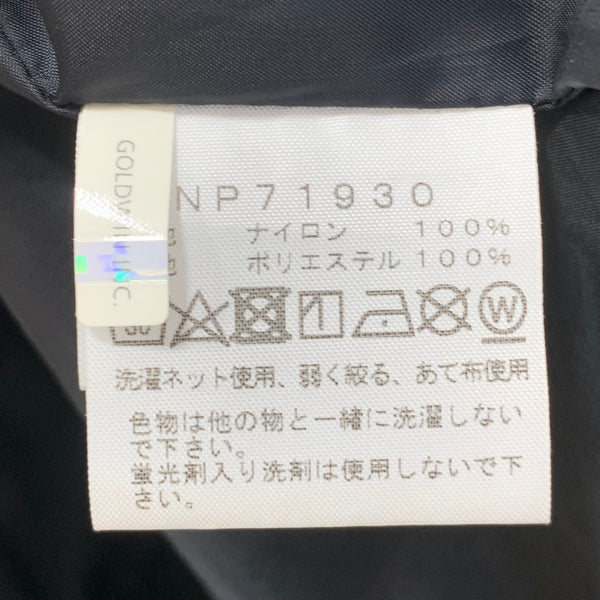 GOLDWIN INC.
NP71930
ナイロン 100%
ポリエステル 100%
洗濯ネット使用、弱く絞る、あて布使用
色物は他の物と一緒に洗濯しない
で下さい。
蛍光剤入り洗剤は使用しないで下
さい。